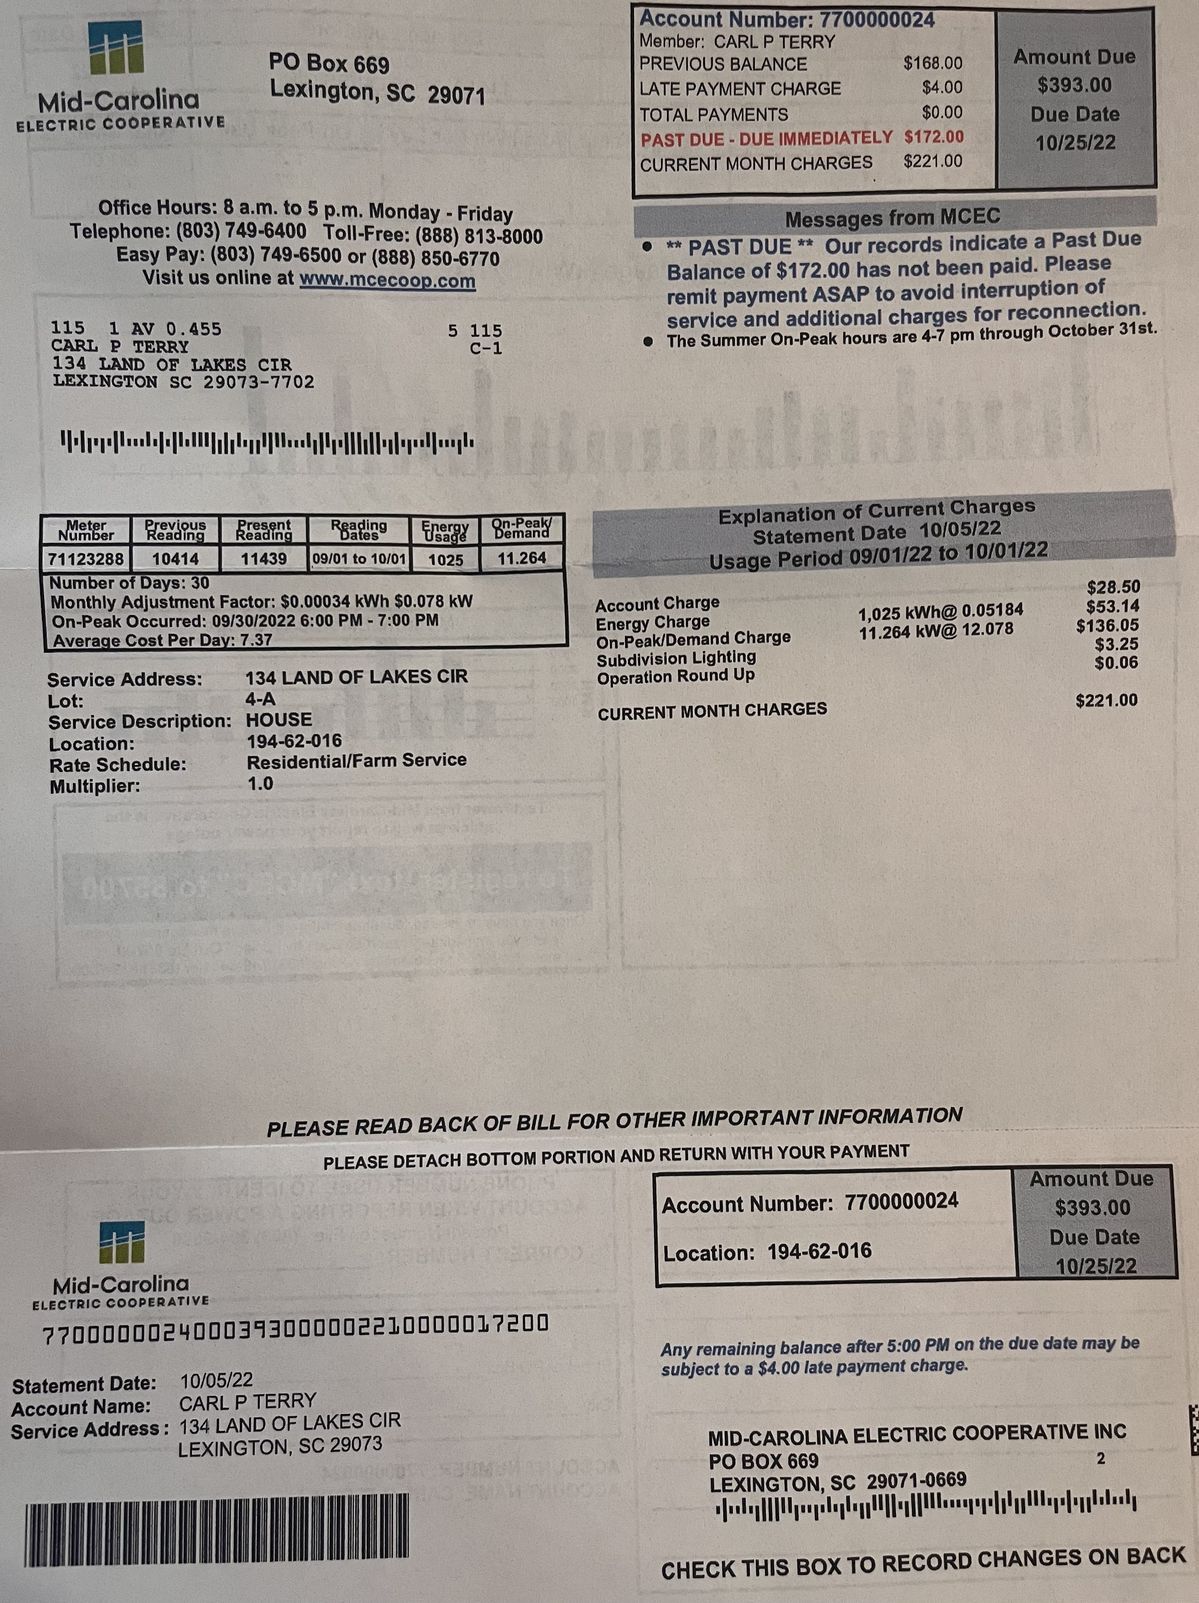 Mid-Carolina
ELECTRIC COOPERATIVE
PO Box 669
Lexington, SC 29071
Account Number: 7700000024
Member: CARL P TERRY
PREVIOUS BALANCE $168.00
LATE PAYMENT CHARGE $4.00
TOTAL PAYMENTS $0.00
PAST DUE - DUE IMMEDIATELY $172.00
CURRENT MONTH CHARGES $221.00
Amount Due
$393.00
Due Date
10/25/22
Office Hours: 8 a.m. to 5 p.m. Monday - Friday
Telephone: (803) 749-6400 Toll-Free: (888) 813-8000
Easy Pay: (803) 749-6500 or (888) 850-6770
Visit us online at www.mcecoop.com
Messages from MCEC
● ** PAST DUE ** Our records indicate a Past Due
Balance of $172.00 has not been paid. Please
remit payment ASAP to avoid interruption of
service and additional charges for reconnection.
● The Summer On-Peak hours are 4-7 pm through October 31st.
115 1 AV 0.455 5 115
CARL P TERRY C-1
134 LAND OF LAKES CIR
LEXINGTON SC 29073-7702
Meter Number Previous Reading Present Reading Reading Dates Energy Usage On-Peak/ Demand
71123288 10414 11439 09/01 to 10/01 1025 11.264
Number of Days: 30
Monthly Adjustment Factor: $0.00034 kWh $0.078 kW
On-Peak Occurred: 09/30/2022 6:00 PM - 7:00 PM
Average Cost Per Day: 7.37
Service Address: 134 LAND OF LAKES CIR
Lot: 4-A
Service Description: HOUSE
Location: 194-62-016
Rate Schedule: Residential/Farm Service
Multiplier: 1.0
Explanation of Current Charges
Statement Date 10/05/22
Usage Period 09/01/22 to 10/01/22
Account Charge $28.50
Energy Charge 1,025 kWh@ 0.05184 $53.14
On-Peak/Demand Charge 11.264 kW@ 12.078 $136.05
Subdivision Lighting $3.25
Operation Round Up $0.06
CURRENT MONTH CHARGES $221.00
PLEASE READ BACK OF BILL FOR OTHER IMPORTANT INFORMATION
PLEASE DETACH BOTTOM PORTION AND RETURN WITH YOUR PAYMENT
Mid-Carolina
ELECTRIC COOPERATIVE
Account Number: 7700000024
Location: 194-62-016
Amount Due
$393.00
Due Date
10/25/22
7700000024000393000002210000017200
Any remaining balance after 5:00 PM on the due date may be
subject to a $4.00 late payment charge.
Statement Date: 10/05/22
Account Name: CARL P TERRY
Service Address: 134 LAND OF LAKES CIR
LEXINGTON, SC 29073
MID-CAROLINA ELECTRIC COOPERATIVE INC
PO BOX 669 2
LEXINGTON, SC 29071-0669
CHECK THIS BOX TO RECORD CHANGES ON BACK